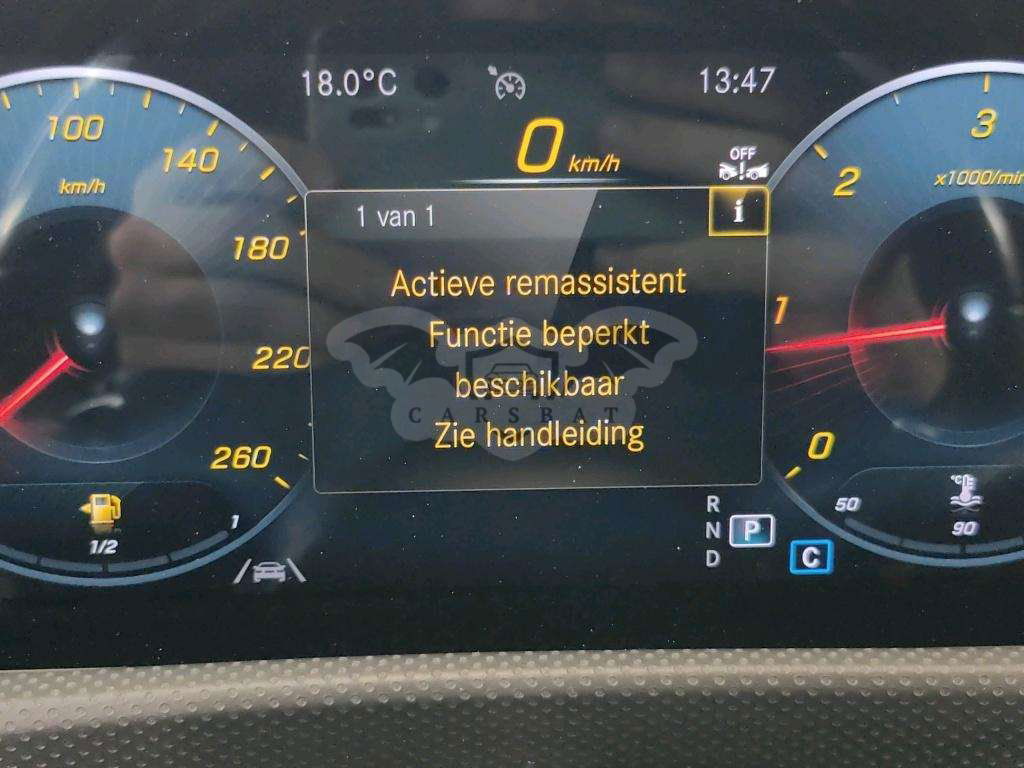 18.0°C
13:47
0 km/h
OFF
1 van 1
i
Actieve remassistent
Functie beperkt
beschikbaar
Zie handleiding
CARSBAT
100
140
km/h
180
220
260
1/2
1
3
2
x1000/min
1
0
50
°C
90
R
N
D
P
C